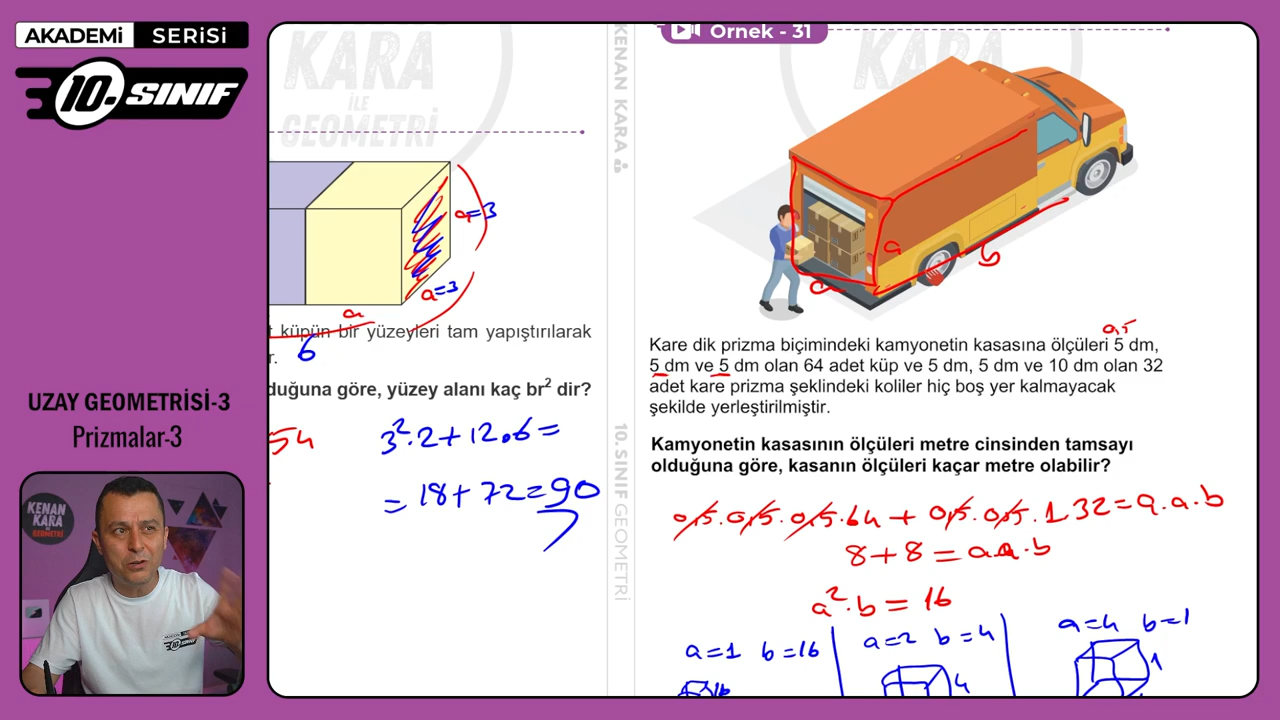 AKADEMİ SERİSİ
10. SINIF
UZAY GEOMETRİSİ-3
Prizmalar-3
KENAN KARA İLE GEOMETRİ
KARA
İLE
GEOMETRİ
a=3
a=3
a
t küpün bir yüzeyleri tam yapıştırılarak
r. 6
duğuna göre, yüzey alanı kaç br² dir?
54
3².2+12.6=
=18+72=90
KENAN KARA
10. SINIF GEOMETRİ
Örnek - 31
KARA
a
a
b
0,5
Kare dik prizma biçimindeki kamyonetin kasasına ölçüleri 5 dm,
5 dm ve 5 dm olan 64 adet küp ve 5 dm, 5 dm ve 10 dm olan 32
adet kare prizma şeklindeki koliler hiç boş yer kalmayacak
şekilde yerleştirilmiştir.
Kamyonetin kasasının ölçüleri metre cinsinden tamsayı
olduğuna göre, kasanın ölçüleri kaçar metre olabilir?
0,5.0,5.0,5.64+0,5.0,5.1 32=a.a.b
8+8=a.a.b
a².b=16
a=1 b=16
a=2 b=4
a=4 b=1
16
4
1